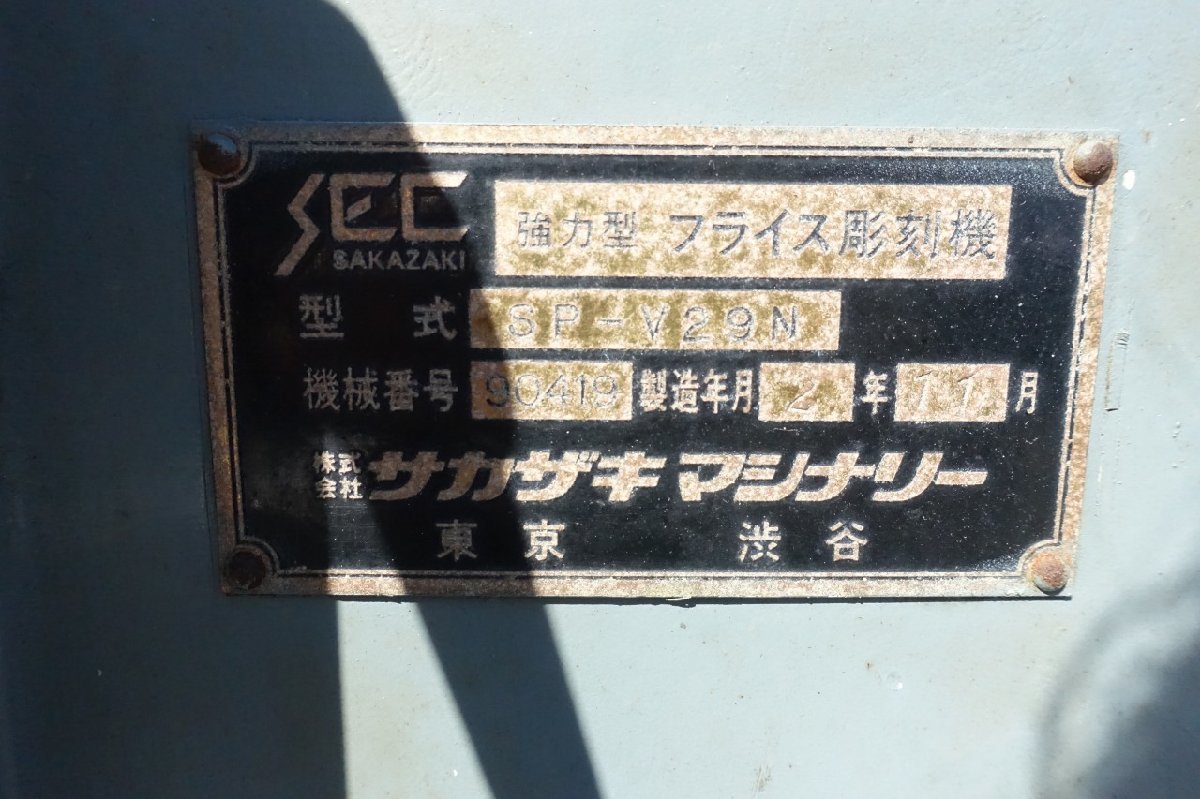 SEC 強力型 フライス彫刻機
SAKAZAKI
型式 SP-V29N
機械番号 90419 製造年月 2年11月
株式会社 サカザキマシナリー
東京 渋谷